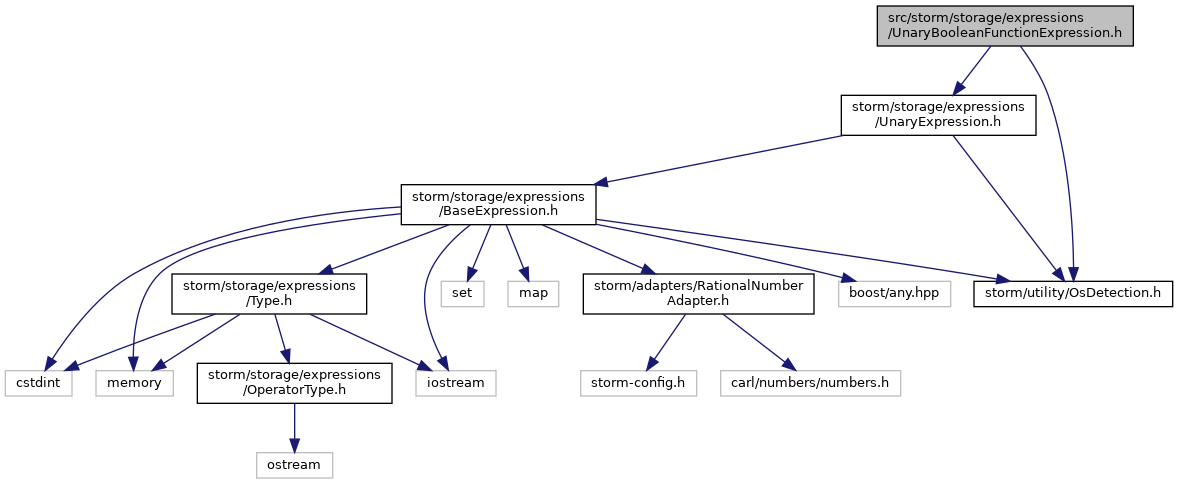 src/storm/storage/expressions
/UnaryBooleanFunctionExpression.h
storm/storage/expressions
/UnaryExpression.h
storm/storage/expressions
/BaseExpression.h
storm/storage/expressions
/Type.h
set
map
storm/adapters/RationalNumber
Adapter.h
boost/any.hpp
storm/utility/OsDetection.h
cstdint
memory
storm/storage/expressions
/OperatorType.h
iostream
storm-config.h
carl/numbers/numbers.h
ostream